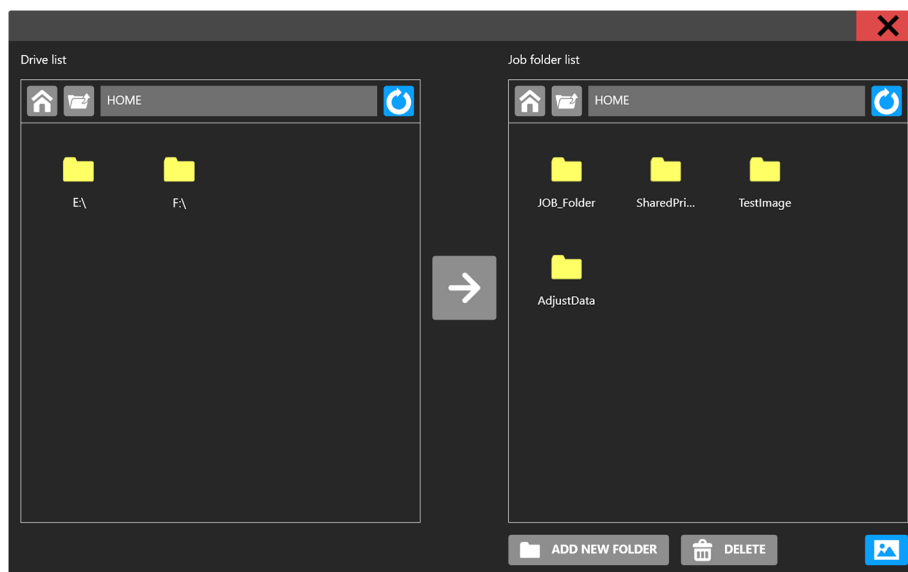 Drive list
HOME
E:\
F:\
Job folder list
HOME
JOB_Folder
SharedPri...
TestImage
AdjustData
ADD NEW FOLDER
DELETE